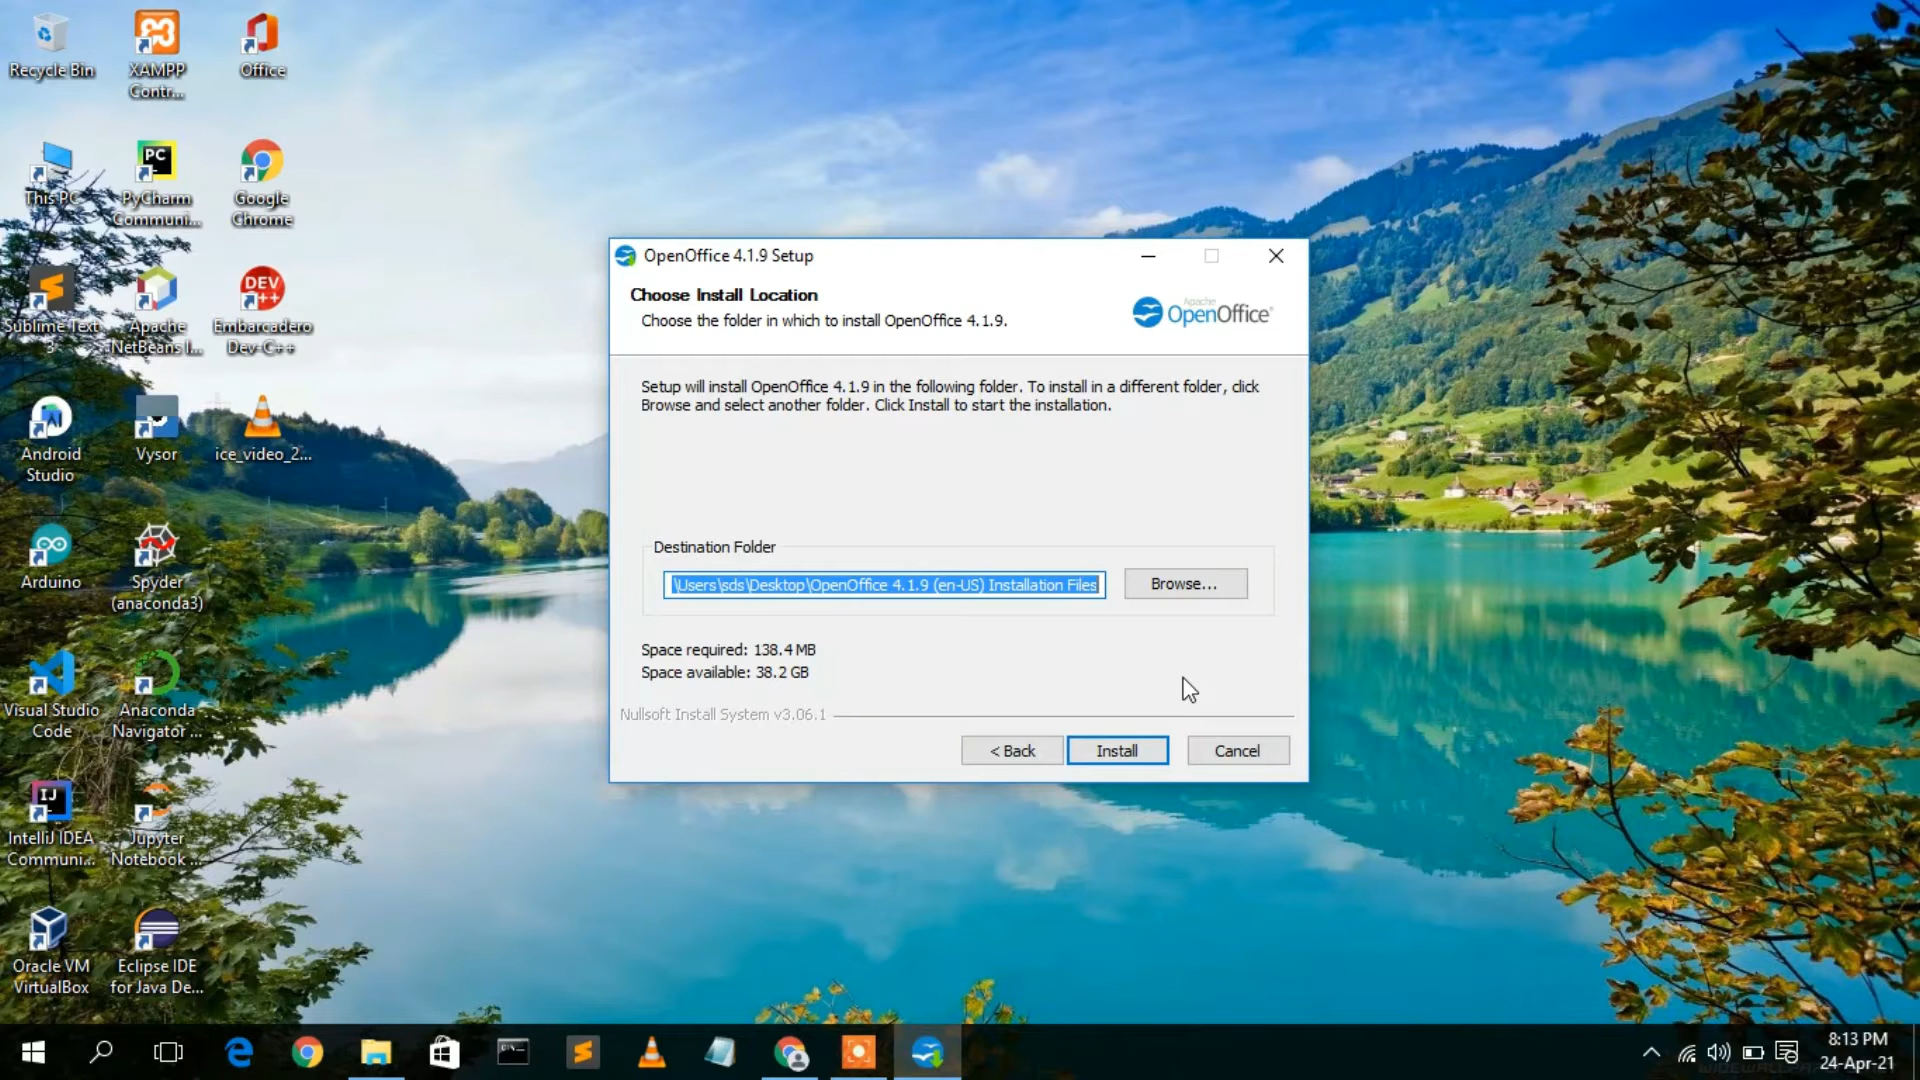 Recycle Bin
XAMPP
Contr...
Office
This PC
PyCharm
Communi...
Google
Chrome
Sublime Text
3
Apache
NetBeans I...
Embarcadero
Dev-C++
Android
Studio
Vysor
ice_video_2...
Arduino
Spyder
(anaconda3)
Visual Studio
Code
Anaconda
Navigator ...
IntelliJ IDEA
Communi...
Jupyter
Notebook ...
Oracle VM
VirtualBox
Eclipse IDE
for Java De...
PC
DEV
C++
IJ
OpenOffice 4.1.9 Setup
Choose Install Location
Choose the folder in which to install OpenOffice 4.1.9.
Apache
OpenOffice
Setup will install OpenOffice 4.1.9 in the following folder. To install in a different folder, click
Browse and select another folder. Click Install to start the installation.
Destination Folder
\Users\sds\Desktop\OpenOffice 4.1.9 (en-US) Installation Files
Browse...
Space required: 138.4 MB
Space available: 38.2 GB
Nullsoft Install System v3.06.1
< Back
Install
Cancel
8:13 PM
24-Apr-21